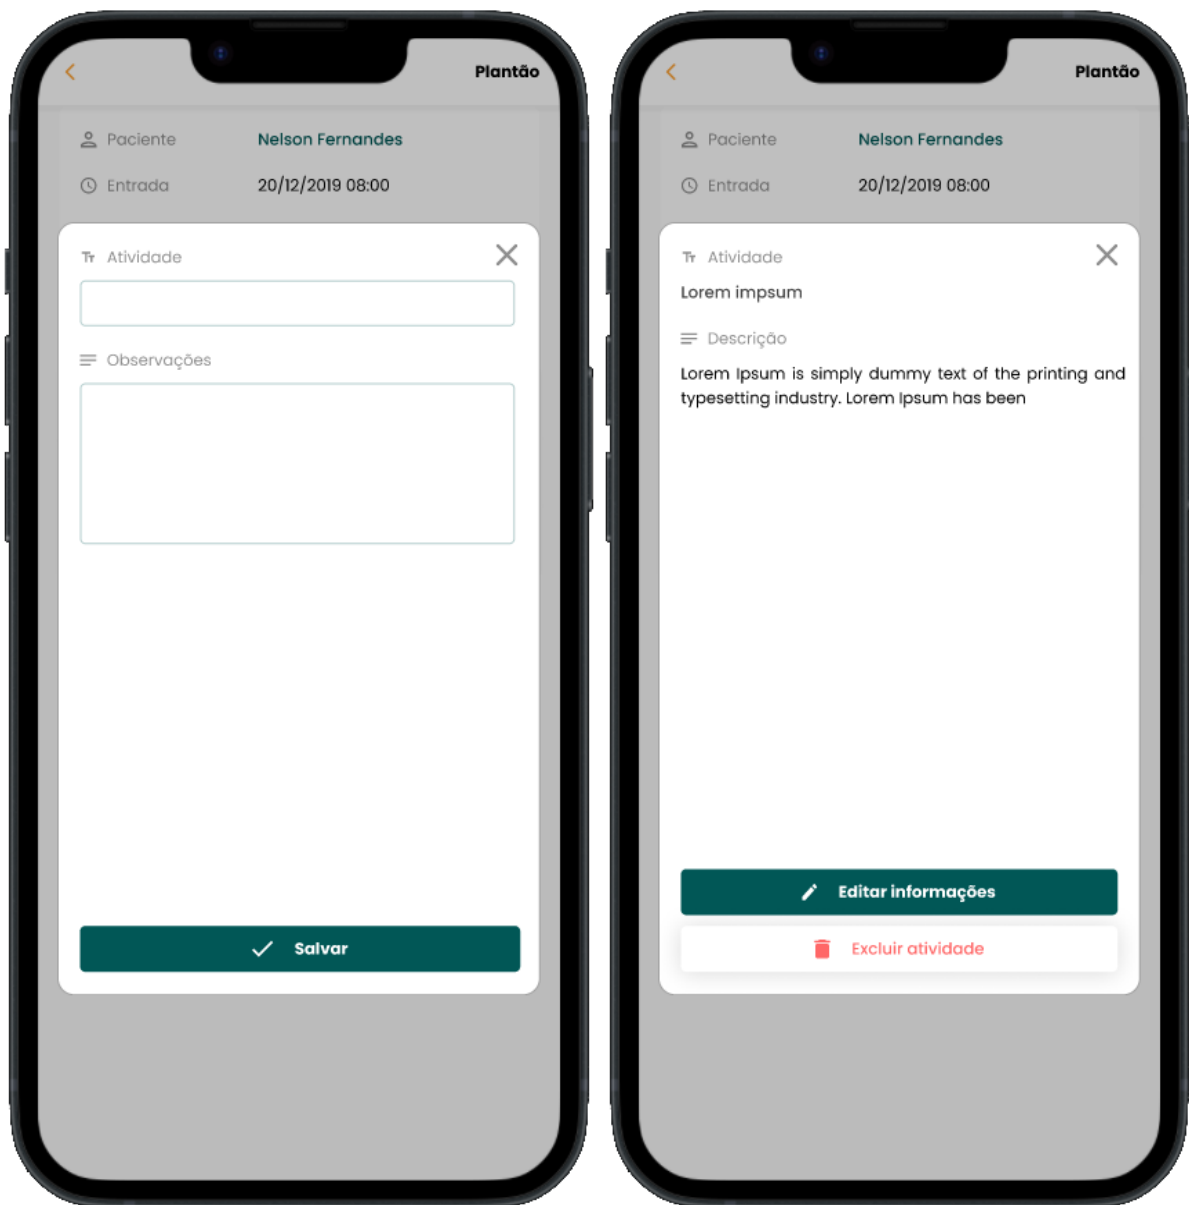 Plantão
Paciente Nelson Fernandes
Entrada 20/12/2019 08:00
Tт Atividade
Observações
Salvar
Plantão
Paciente Nelson Fernandes
Entrada 20/12/2019 08:00
Tт Atividade
Lorem impsum
Descrição
Lorem Ipsum is simply dummy text of the printing and
typesetting industry. Lorem Ipsum has been
Editar informações
Excluir atividade